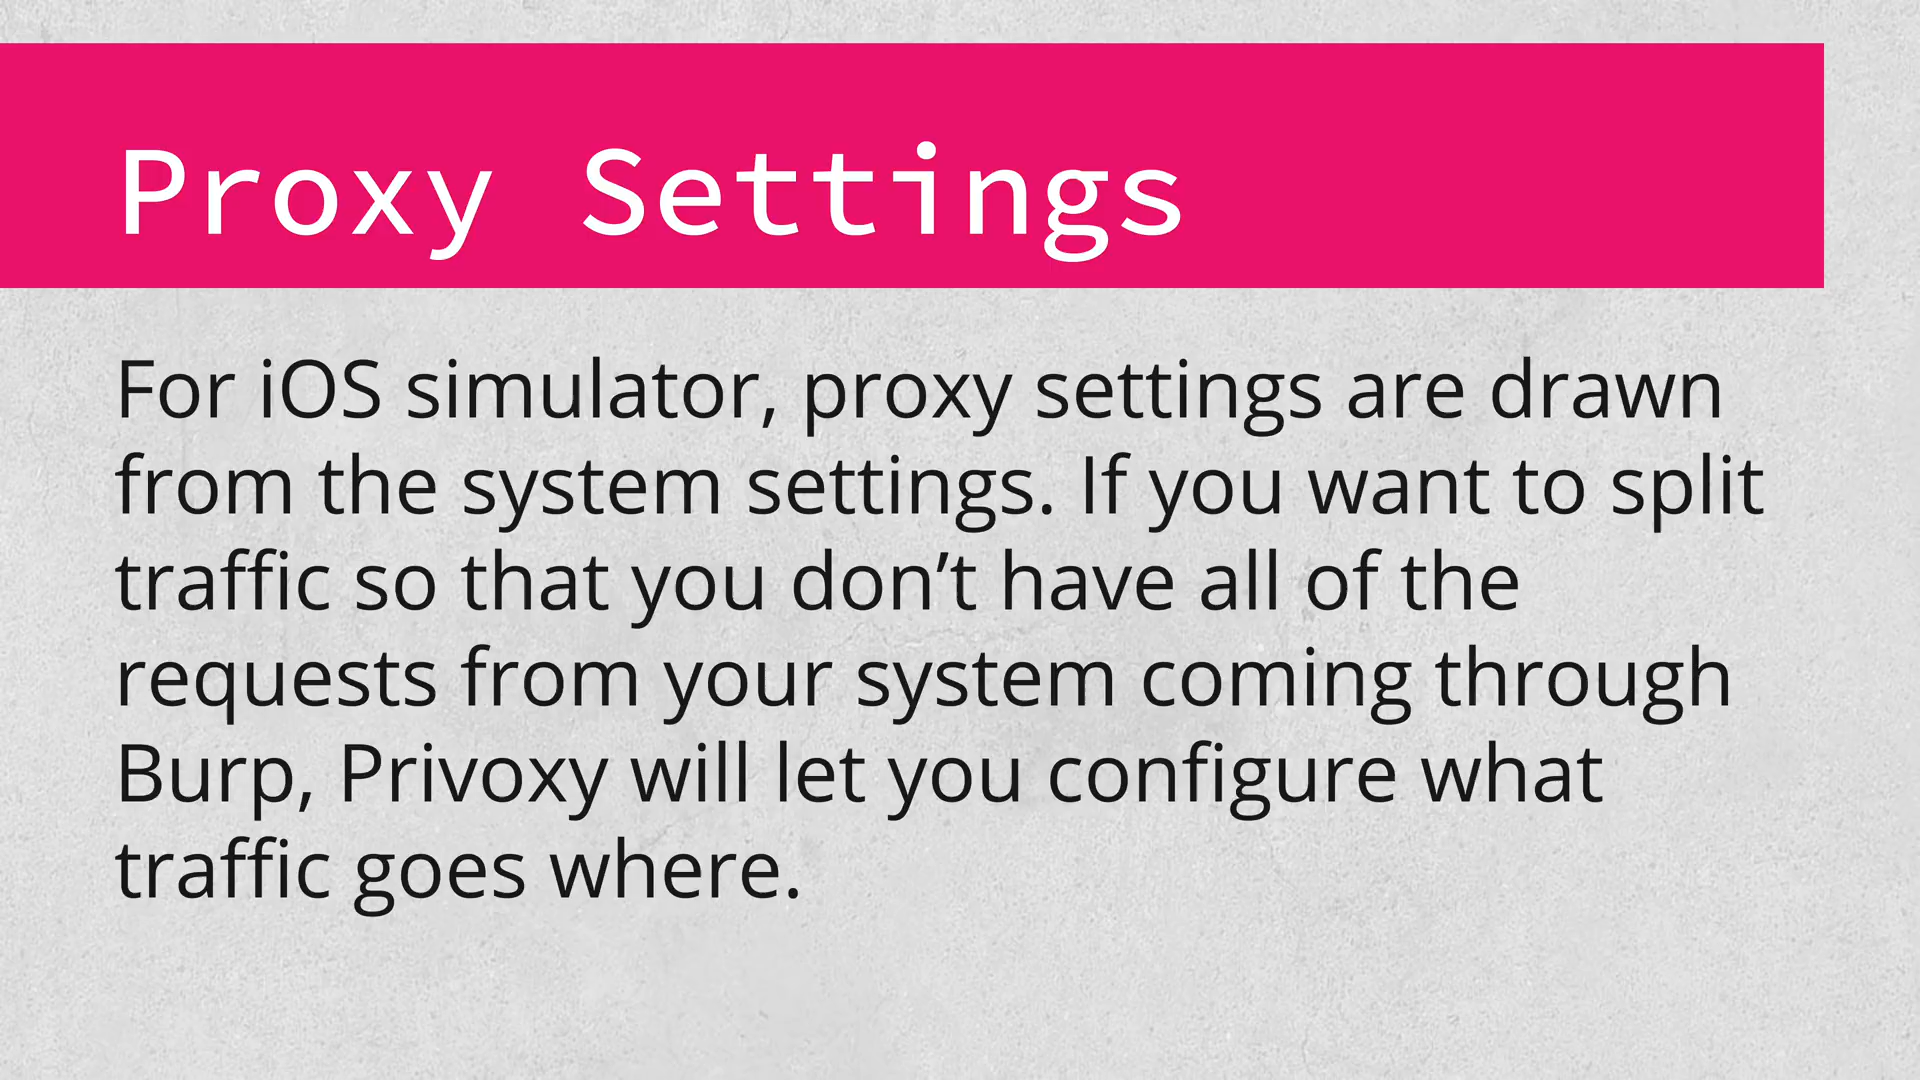 Proxy Settings
For iOS simulator, proxy settings are drawn
from the system settings. If you want to split
traffic so that you don’t have all of the
requests from your system coming through
Burp, Privoxy will let you configure what
traffic goes where.